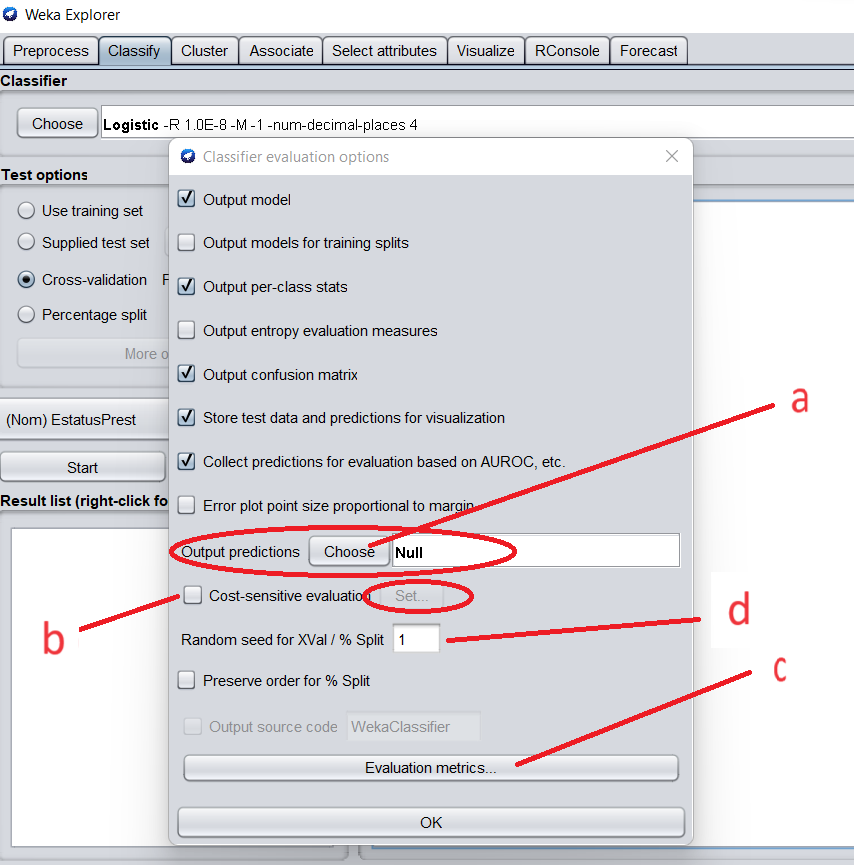 Weka Explorer
Preprocess Classify Cluster Associate Select attributes Visualize RConsole Forecast
Classifier
Choose Logistic -R 1.0E-8 -M -1 -num-decimal-places 4
Classifier evaluation options
Test options
Output model
Use training set
Supplied test set
Output models for training splits
Cross-validation F
Output per-class stats
Percentage split
Output entropy evaluation measures
More o
Output confusion matrix
a
(Nom) EstatusPrest
Store test data and predictions for visualization
Start
Collect predictions for evaluation based on AUROC, etc.
Result list (right-click fo
Error plot point size proportional to margin
Output predictions Choose Null
Cost-sensitive evaluation Set...
d
b
Random seed for XVal / % Split 1
c
Preserve order for % Split
Output source code WekaClassifier
Evaluation metrics...
OK